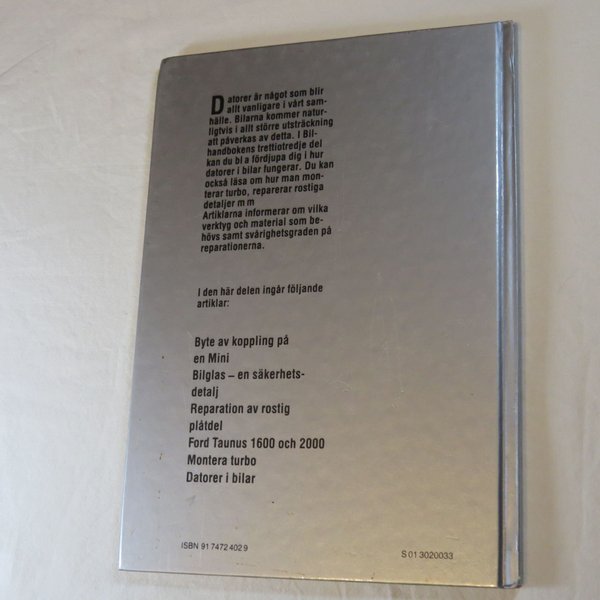 Datorer är något som blir
allt vanligare i vårt sam-
hälle. Bilarna kommer natur-
ligtvis i allt större utsträckning
att påverkas av detta. I Bil-
handbokens trettiotredje del
kan du bl a fördjupa dig i hur
datorer i bilar fungerar. Du kan
också läsa om hur man mon-
terar turbo, reparerar rostiga
detaljer m m
Artiklarna informerar om vilka
verktyg och material som be-
hövs samt svårighetsgraden på
reparationerna.
I den här delen ingår följande
artiklar:
Byte av koppling på
en Mini
Bilglas – en säkerhets-
detalj
Reparation av rostig
plåtdel
Ford Taunus 1600 och 2000
Montera turbo
Datorer i bilar
ISBN 91 7472 402 9
S 01 3020033